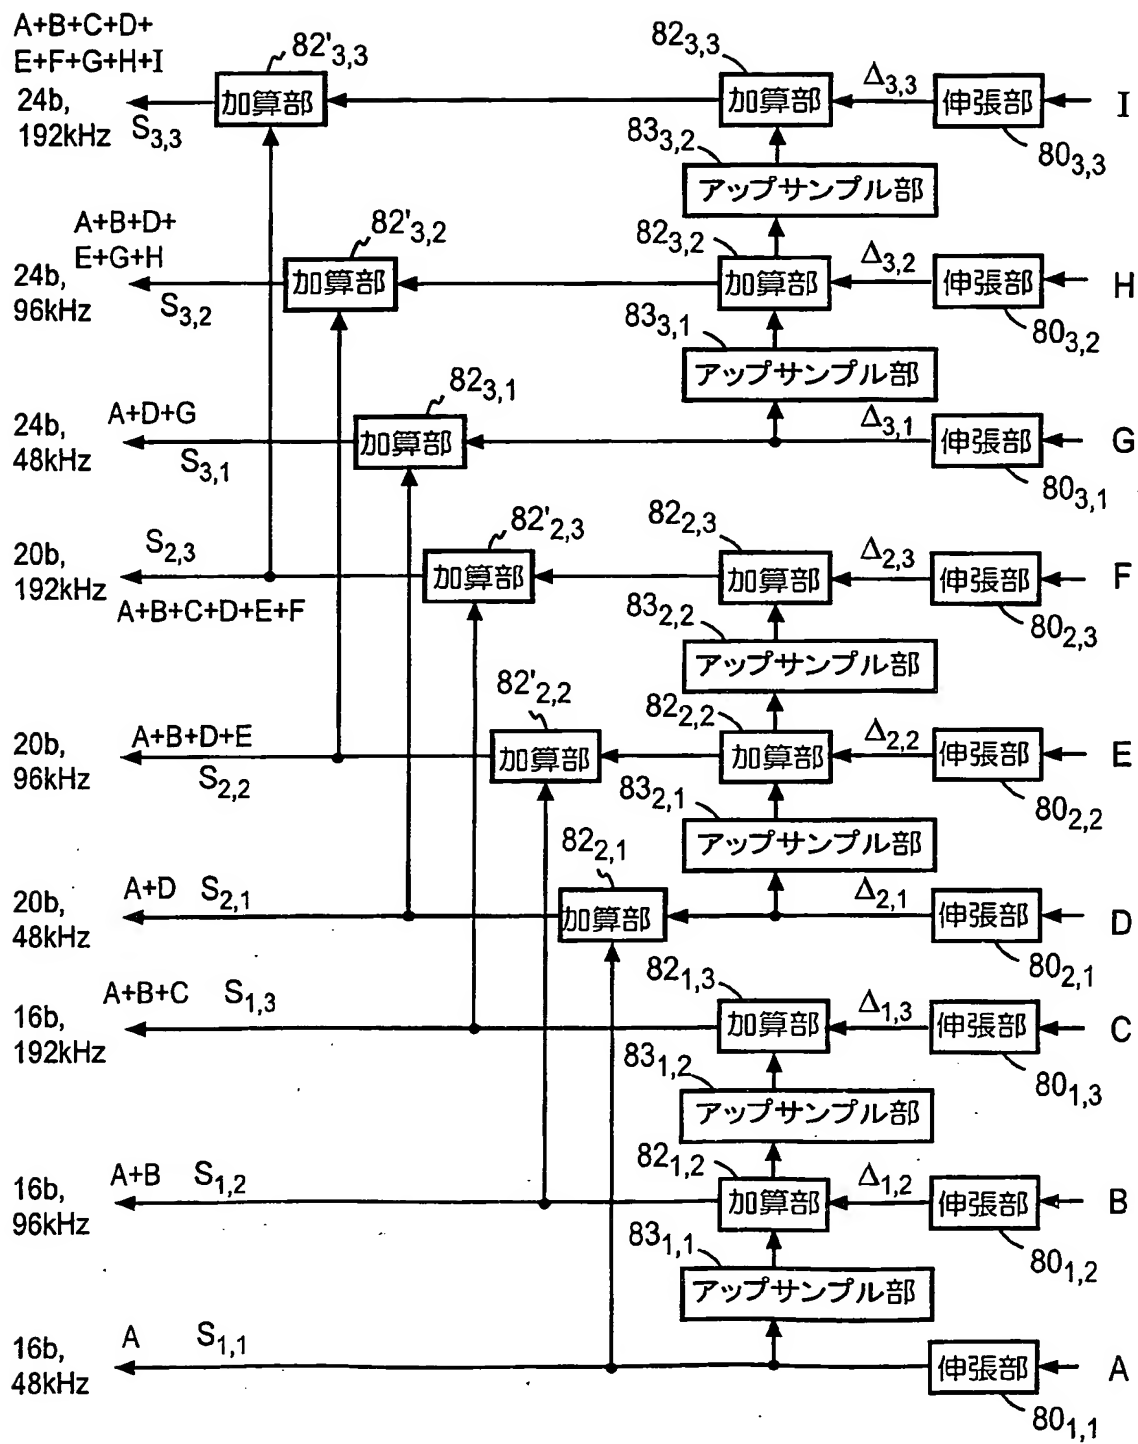 A+B+C+D+
E+F+G+H+I
24b,
192kHz
S3,3
82'3,3
加算部
823,3
加算部
Δ3,3
伸張部
I
803,3
833,2
アップサンプル部
A+B+D+
E+G+H
24b,
96kHz
S3,2
82'3,2
加算部
823,2
加算部
Δ3,2
伸張部
H
803,2
833,1
アップサンプル部
24b,
48kHz
A+D+G
S3,1
823,1
加算部
Δ3,1
伸張部
G
803,1
20b,
192kHz
S2,3
A+B+C+D+E+F
82'2,3
加算部
822,3
加算部
Δ2,3
伸張部
F
802,3
832,2
アップサンプル部
20b,
96kHz
A+B+D+E
S2,2
82'2,2
加算部
822,2
加算部
Δ2,2
伸張部
E
802,2
832,1
アップサンプル部
20b,
48kHz
A+D S2,1
822,1
加算部
Δ2,1
伸張部
D
802,1
16b,
192kHz
A+B+C S1,3
821,3
加算部
Δ1,3
伸張部
C
801,3
831,2
アップサンプル部
16b,
96kHz
A+B S1,2
821,2
加算部
Δ1,2
伸張部
B
801,2
831,1
アップサンプル部
16b,
48kHz
A S1,1
伸張部
A
801,1